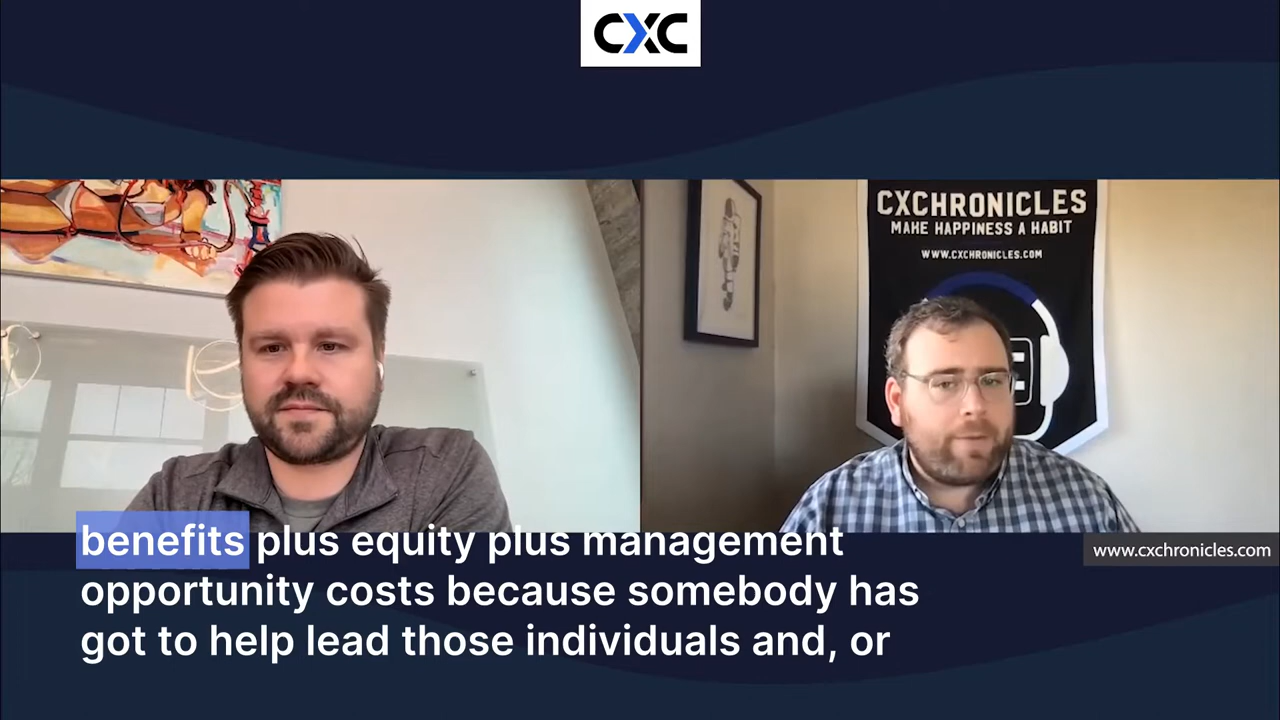 CXC
CXCHRONICLES
MAKE HAPPINESS A HABIT
WWW.CXCHRONICLES.COM
benefits plus equity plus management
opportunity costs because somebody has
got to help lead those individuals and, or
www.cxchronicles.com